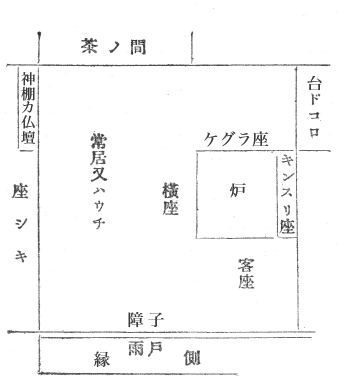 茶ノ間
台ドコロ
神棚カ仏壇
ケグラ座
キンスリ座
炉
横座
常居又ハウチ
座シキ
客座
障子
雨戸
縁側